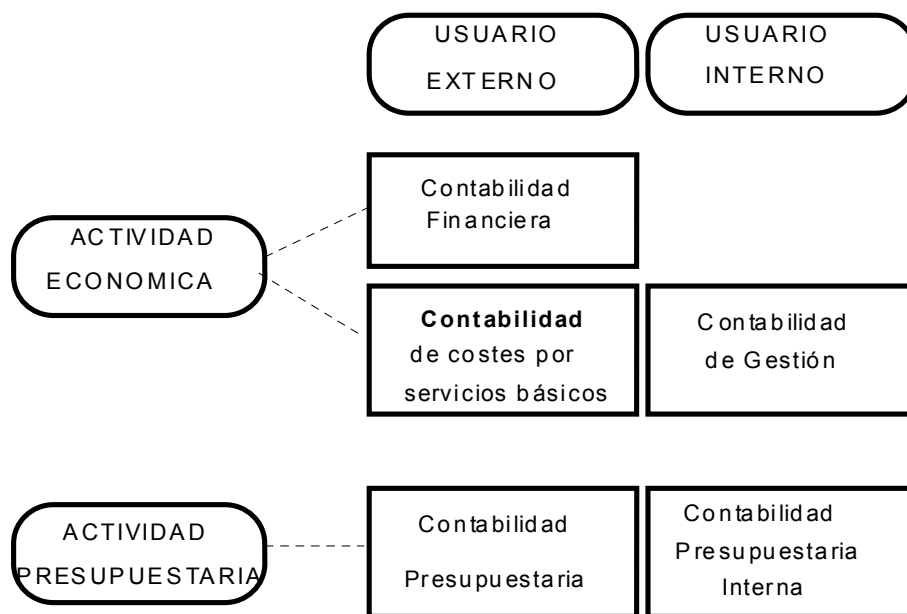 USUARIO
EXTERNO
USUARIO
INTERNO
Contabilidad
Financiera
ACTIVIDAD
ECONOMICA
Contabilidad
de costes por
servicios básicos
Contabilidad
de Gestión
ACTIVIDAD
PRESUPUESTARIA
Contabilidad
Presupuestaria
Contabilidad
Presupuestaria
Interna